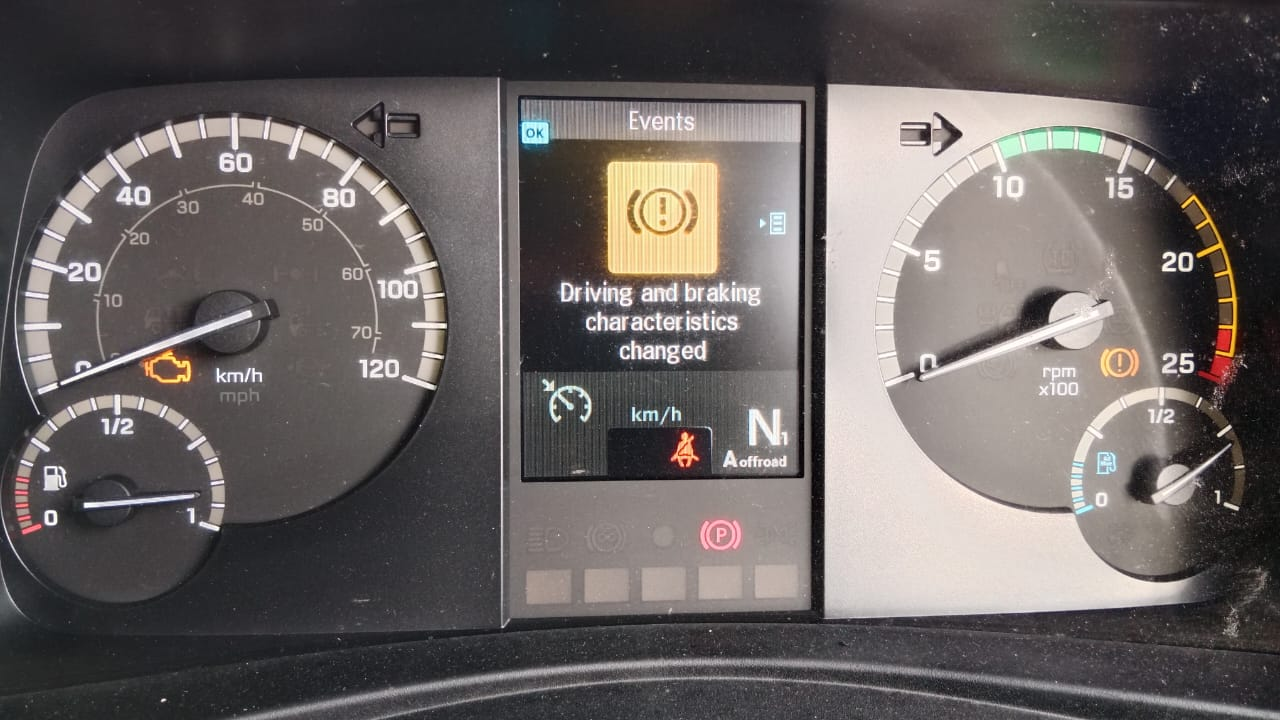 Events
OK
Driving and braking
characteristics
changed
km/h
N1
A offroad
P
0
20
40
60
80
100
120
10
20
30
40
50
60
70
km/h
mph
0
1/2
1
0
5
10
15
20
25
rpm
x100
0
1/2
1